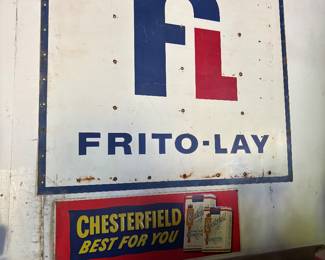 FL
FRITO-LAY
CHESTERFIELD
BEST FOR YOU